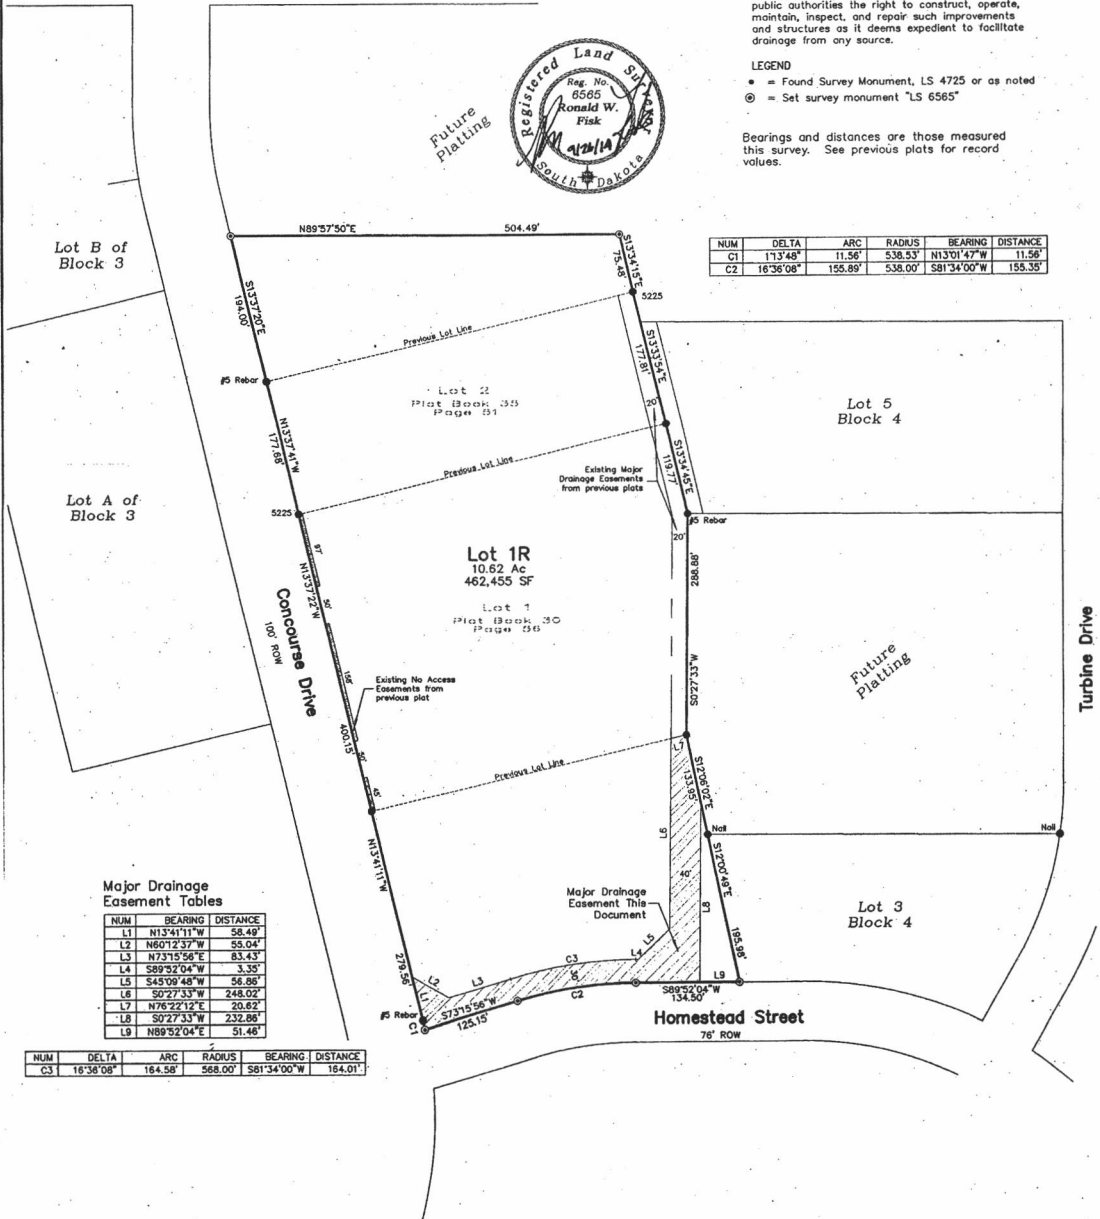 public authorities the right to construct, operate,
maintain, inspect, and repair such improvements
and structures as it deems expedient to facilitate
drainage from any source.
LEGEND
● = Found Survey Monument, LS 4725 or as noted
◎ = Set survey monument "LS 6565"
Bearings and distances are those measured
this survey. See previous plats for record
values.
Registered Land Surveyor
Reg. No.
6565
Ronald W.
Fisk
9/26/19
South Dakota
Future
Platting
NUM DELTA ARC RADIUS BEARING DISTANCE
C1 1°13'48" 11.56' 538.53' N13°01'47"W 11.56'
C2 16°36'08" 155.89' 538.00' S81°34'00"W 155.35'
Lot B of
Block 3
N89°57'50"E 504.49'
S13°34'15"E
75.48'
5225
S13°37'20"E
194.00'
Previous Lot Line
#5 Rebar
S13°33'54"E
177.81'
Lot 2
Plat Book 35
Page 51
20'
Lot 5
Block 4
N13°37'41"W
177.68'
Previous Lot Line
S13°34'45"E
119.77'
Existing Major
Drainage Easements
from previous plats
Lot A of
Block 3
5225
#5 Rebar
20'
97'
N13°37'22"W
50'
Lot 1R
10.62 Ac
462,455 SF
288.88'
Lot 1
Plat Book 30
Page 56
Concourse Drive
100' ROW
S0°27'33"W
Future
Platting
Turbine Drive
158'
Existing No Access
Easements from
previous plat
400.15'
50'
45'
Previous Lot Line
L7
S12°06'02"E
133.95'
L6
Nail
Nail
N13°41'11"W
S12°00'49"E
40'
Major Drainage
Easement This
Document
L8
L5
L4
Lot 3
Block 4
195.98'
Major Drainage
Easement Tables
NUM BEARING DISTANCE
L1 N13°41'11"W 58.49'
L2 N60°12'37"W 55.04'
L3 N73°15'56"E 83.43'
L4 S89°52'04"W 3.35'
L5 S45°09'48"W 56.86'
L6 S0°27'33"W 248.02'
L7 N76°22'12"E 20.62'
L8 S0°27'33"W 232.86'
L9 N89°52'04"E 51.46'
279.56'
L2
L3
C3
30'
L1
L9
S89°52'04"W
134.50'
C2
S73°15'56"W
125.15'
#5 Rebar
C1
Homestead Street
76' ROW
NUM DELTA ARC RADIUS BEARING DISTANCE
C3 16°36'08" 164.58' 568.00' S81°34'00"W 164.01'